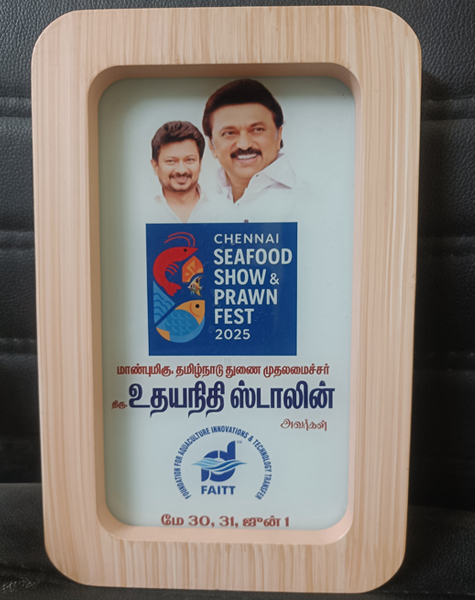 CHENNAI
SEAFOOD
SHOW &
PRAWN
FEST
2025
மாண்புமிகு. தமிழ்நாடு துணை முதலமைச்சர்
திரு. உதயநிதி ஸ்டாலின்
அவர்கள்
FOUNDATION FOR AQUACULTURE INNOVATIONS & TECHNOLOGY TRANSFER
FAITT
மே 30, 31, ஜுன் 1